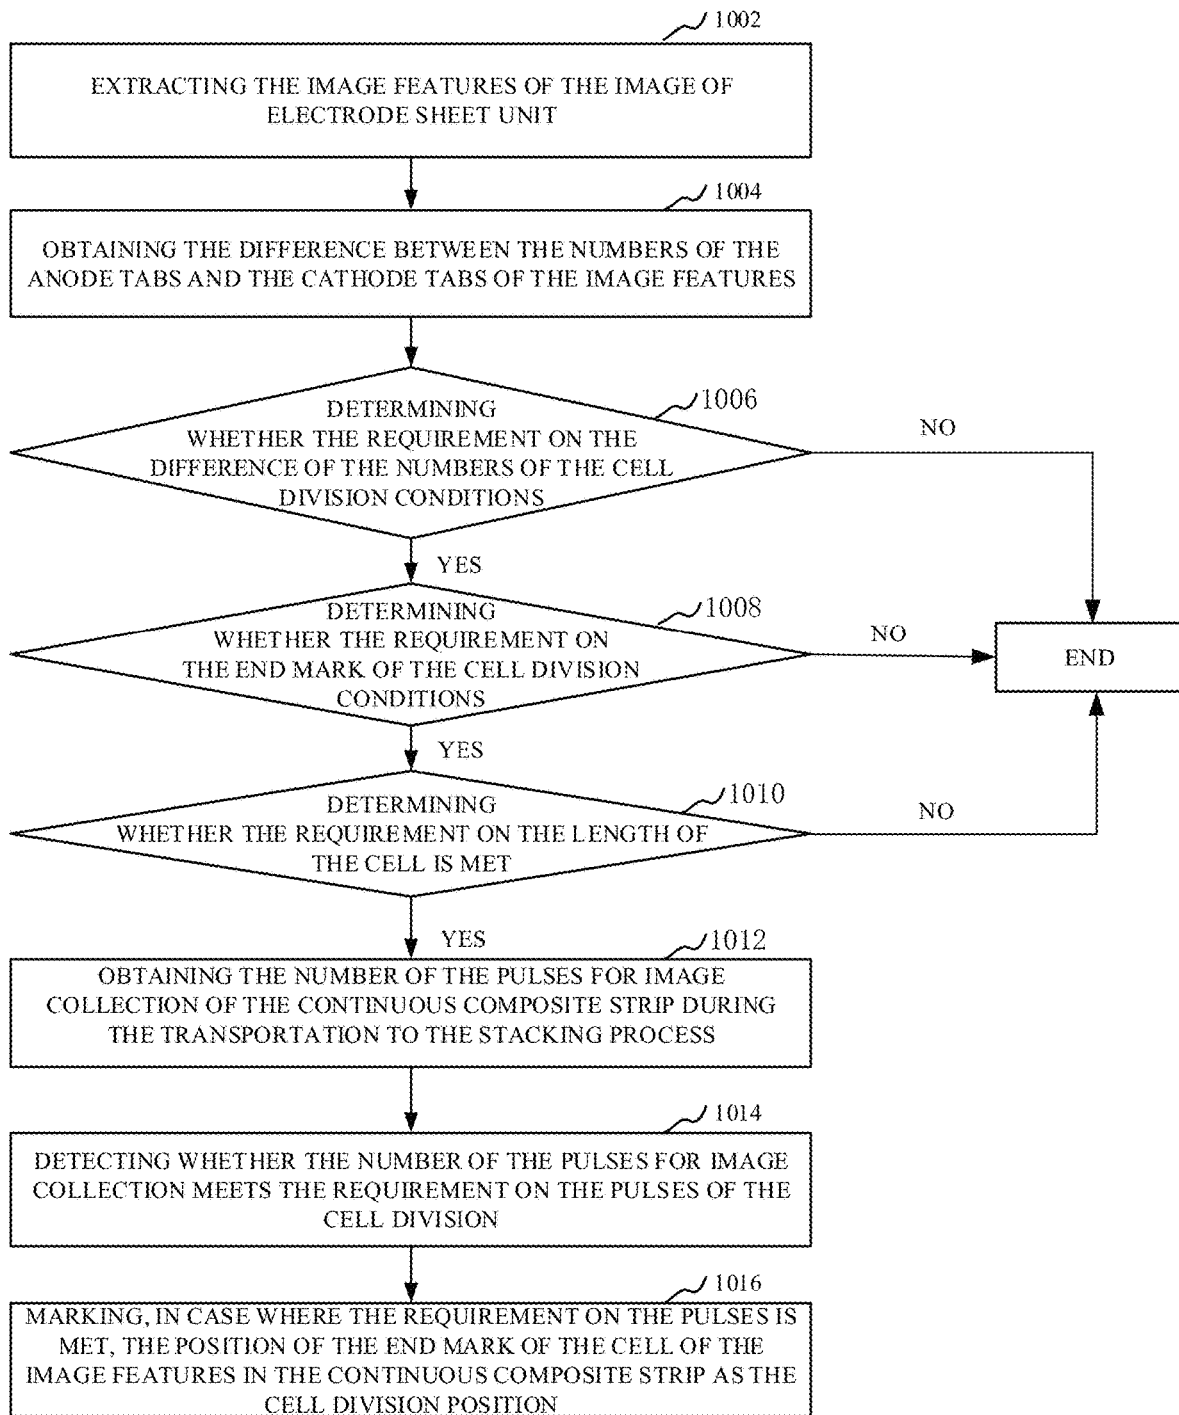 1002
EXTRACTING THE IMAGE FEATURES OF THE IMAGE OF
ELECTRODE SHEET UNIT
1004
OBTAINING THE DIFFERENCE BETWEEN THE NUMBERS OF THE
ANODE TABS AND THE CATHODE TABS OF THE IMAGE FEATURES
1006
DETERMINING
WHETHER THE REQUIREMENT ON THE
DIFFERENCE OF THE NUMBERS OF THE CELL
DIVISION CONDITIONS
NO
YES
1008
DETERMINING
WHETHER THE REQUIREMENT ON
THE END MARK OF THE CELL DIVISION
CONDITIONS
NO
END
YES
1010
DETERMINING
WHETHER THE REQUIREMENT ON THE LENGTH OF
THE CELL IS MET
NO
YES
1012
OBTAINING THE NUMBER OF THE PULSES FOR IMAGE
COLLECTION OF THE CONTINUOUS COMPOSITE STRIP DURING
THE TRANSPORTATION TO THE STACKING PROCESS
1014
DETECTING WHETHER THE NUMBER OF THE PULSES FOR IMAGE
COLLECTION MEETS THE REQUIREMENT ON THE PULSES OF THE
CELL DIVISION
1016
MARKING, IN CASE WHERE THE REQUIREMENT ON THE PULSES IS
MET, THE POSITION OF THE END MARK OF THE CELL OF THE
IMAGE FEATURES IN THE CONTINUOUS COMPOSITE STRIP AS THE
CELL DIVISION POSITION